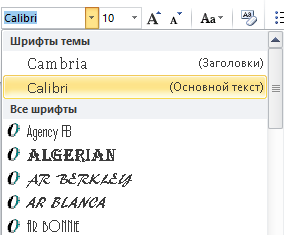 Calibri 10 A A Aa
Шрифты темы
Cambria (Заголовки)
Calibri (Основной текст)
Все шрифты
O Agency FB
O ALGERIAN
O AR BERKLEY
O AR BLANCA
O AR BONNIE